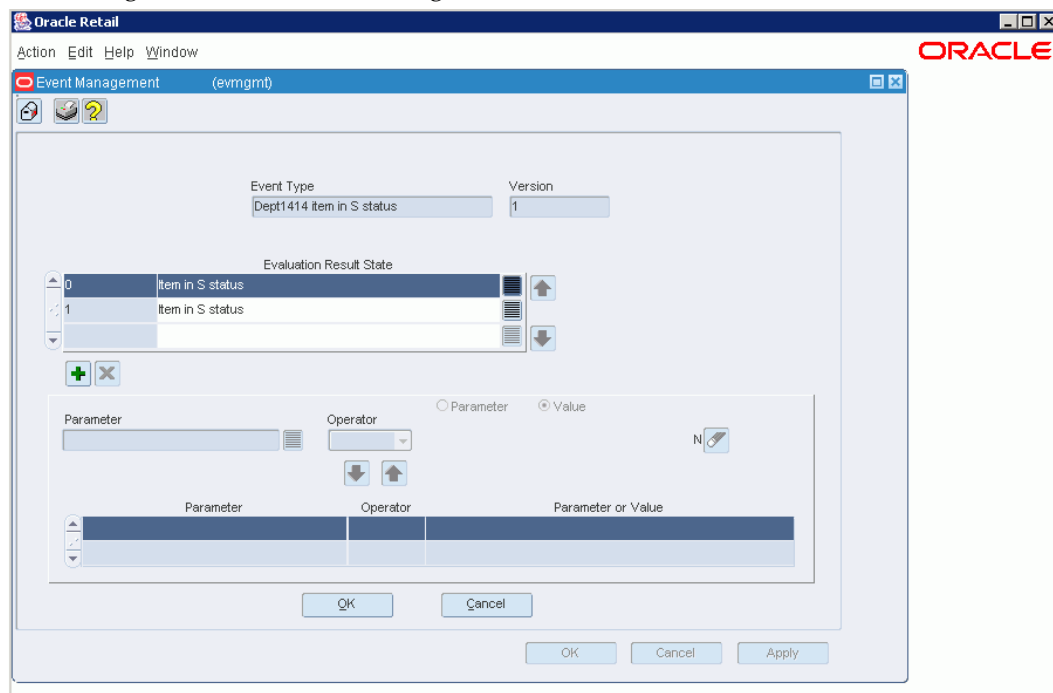 Oracle Retail
Action Edit Help Window
ORACLE
Event Management (evmgmt)
Event Type Version
Dept1414 item in S status 1
Evaluation Result State
0 Item in S status
1 Item in S status
Parameter Value
Parameter Operator
N
Parameter Operator Parameter or Value
OK Cancel
OK Cancel Apply